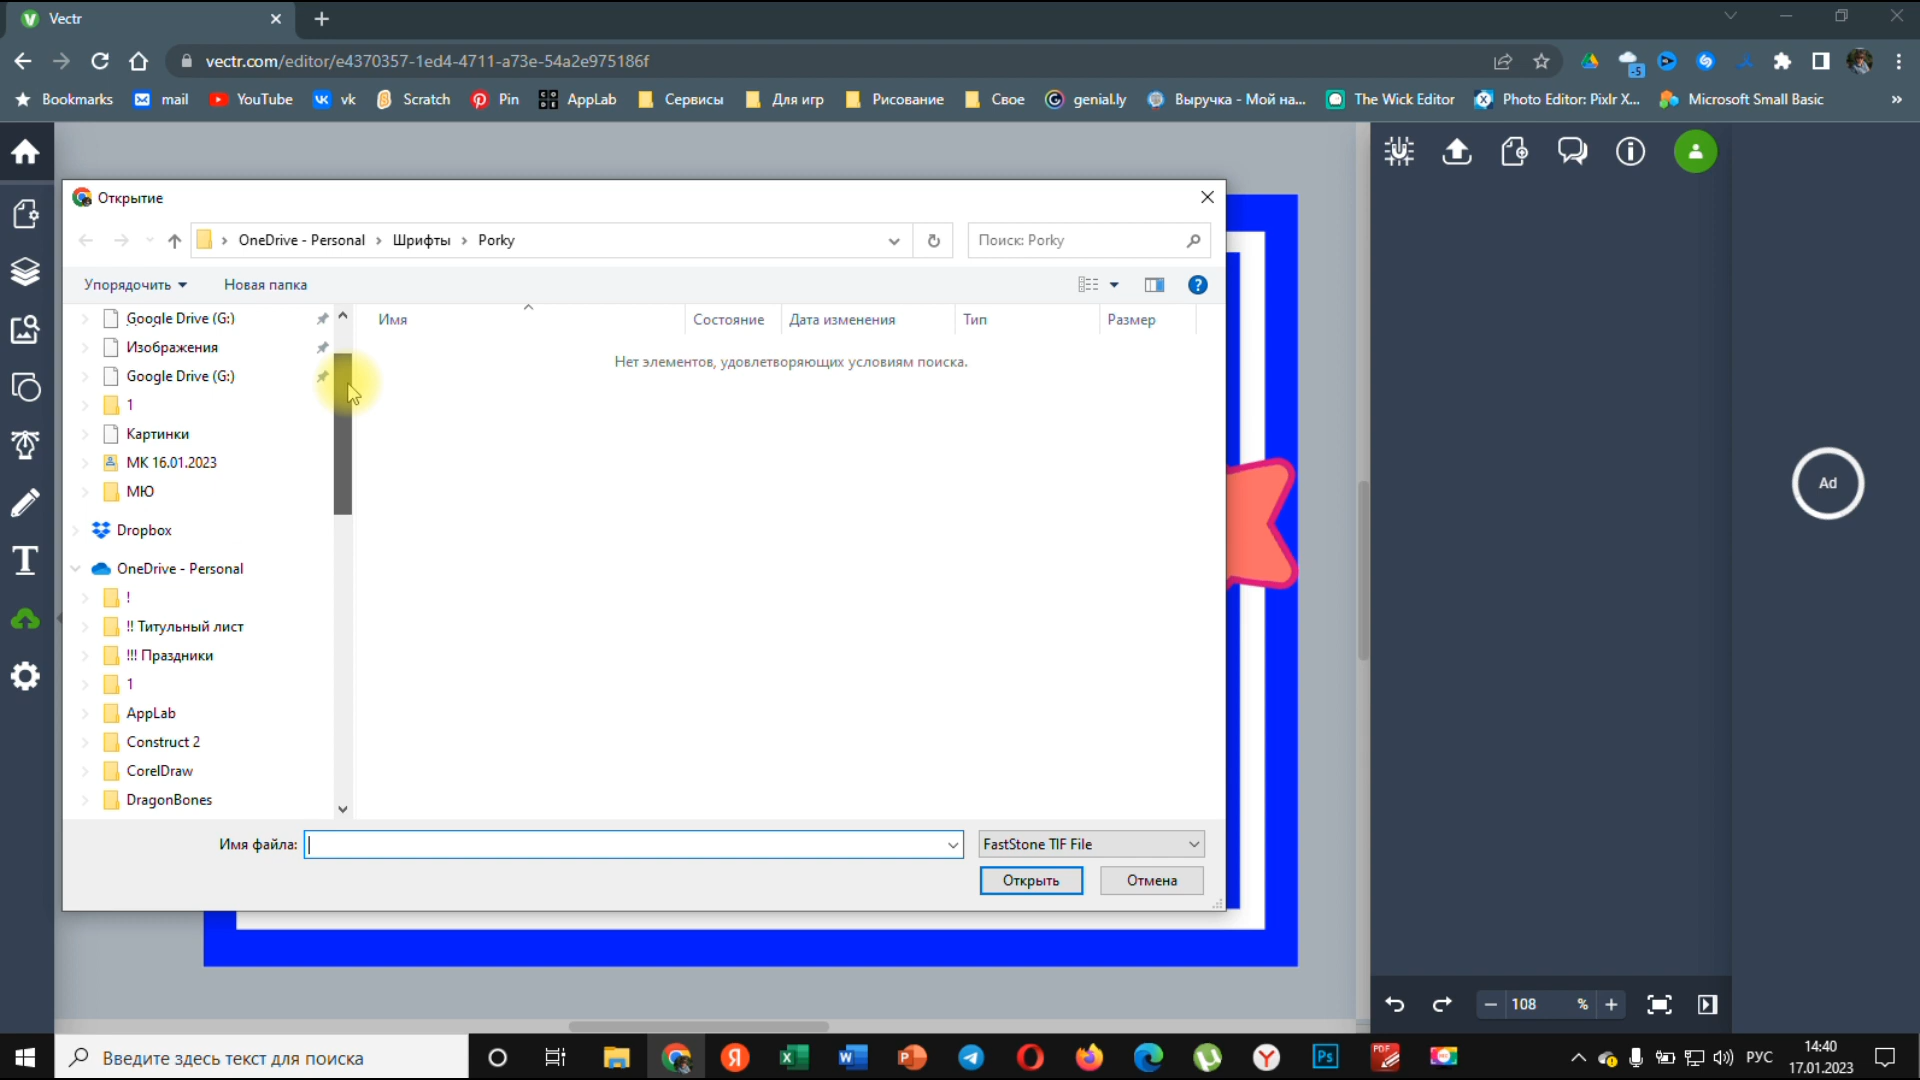 Vectr
vectr.com/editor/e4370357-1ed4-4711-a73e-54a2e975186f
-5
Bookmarks mail YouTube vk Scratch Pin AppLab Сервисы Для игр Рисование Свое genial.ly Выручка - Мой на... The Wick Editor Photo Editor: Pixlr X... Microsoft Small Basic »
Открытие
OneDrive - Personal › Шрифты › Porky
Поиск: Porky
Упорядочить Новая папка
Имя Состояние Дата изменения Тип Размер
Нет элементов, удовлетворяющих условиям поиска.
Google Drive (G:)
Изображения
Google Drive (G:)
1
Картинки
МК 16.01.2023
МЮ
Dropbox
OneDrive - Personal
!
!! Титульный лист
!!! Праздники
1
AppLab
Construct 2
CorelDraw
DragonBones
Имя файла:
FastStone TIF File
Открыть Отмена
Ad
108 %
Введите здесь текст для поиска
РУС
14:40
17.01.2023